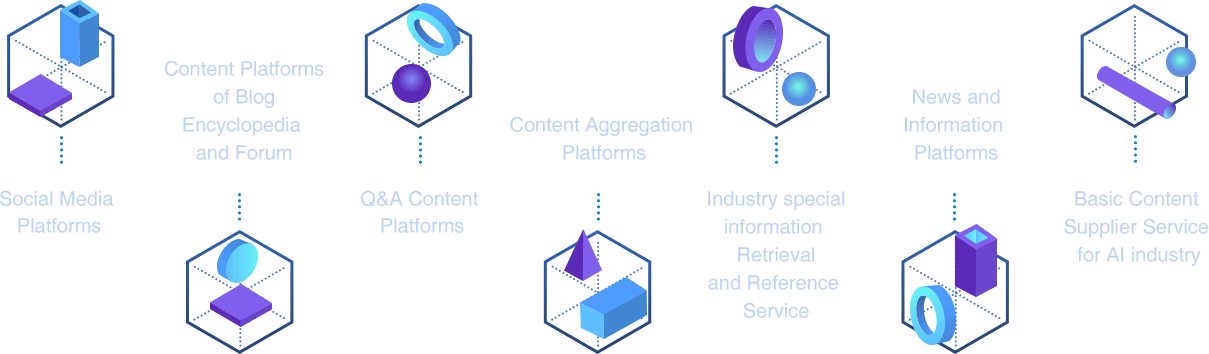 Social Media
Platforms
Content Platforms
of Blog
Encyclopedia
and Forum
Q&A Content
Platforms
Content Aggregation
Platforms
Industry special
information
Retrieval
and Reference
Service
News and
Information
Platforms
Basic Content
Supplier Service
for AI industry